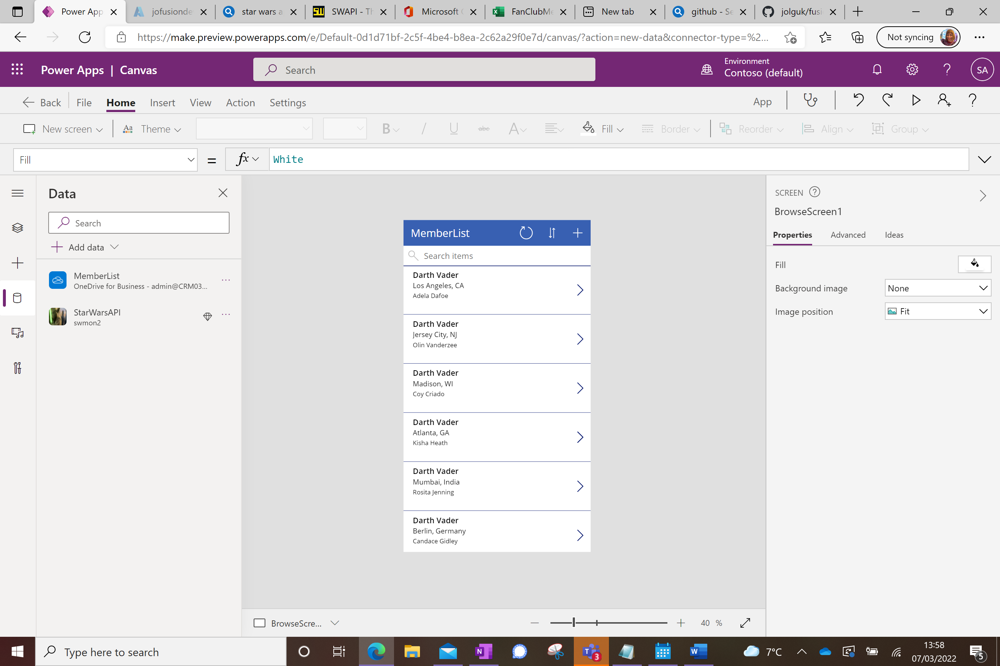 Power App
jofusionde
star wars a
SWAPI - Th
Microsoft
FanClubMe
New tab
github - Se
jolguk/fusi
https://make.preview.powerapps.com/e/Default-0d1d71bf-2c5f-4be4-b8ea-2c62a29f0e7d/canvas/?action=new-data&connector-type=%2...
Not syncing
Power Apps | Canvas
Search
Environment
Contoso (default)
SA
Back
File
Home
Insert
View
Action
Settings
App
New screen
Theme
B
I
U
abc
A
Fill
Border
Reorder
Align
Group
Fill
=
fx
White
Data
Search
Add data
MemberList
OneDrive for Business - admin@CRM03...
StarWarsAPI
swmon2
MemberList
Search items
Darth Vader
Los Angeles, CA
Adela Dafoe
Darth Vader
Jersey City, NJ
Olin Vanderzee
Darth Vader
Madison, WI
Coy Criado
Darth Vader
Atlanta, GA
Kisha Heath
Darth Vader
Mumbai, India
Rosita Jenning
Darth Vader
Berlin, Germany
Candace Gidley
SCREEN
BrowseScreen1
Properties
Advanced
Ideas
Fill
Background image
None
Image position
Fit
BrowseScre...
40 %
Type here to search
3
7°C
13:58
07/03/2022
5